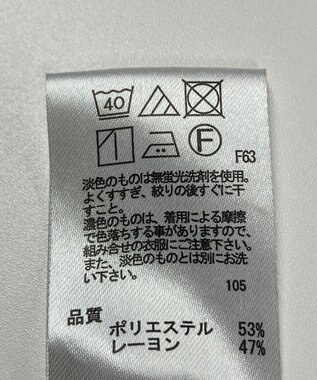 40
F
F63
淡色のものは無蛍光洗剤を使用。
よくすすぎ、絞りの後すぐに干
すこと。
濃色のものは、着用による摩擦
で色落ちする事がありますので、
組み合せの衣服にご注意下さい。
また、淡色のものとは別にお洗
い下さい。
105
品質
ポリエステル 53%
レーヨン 47%